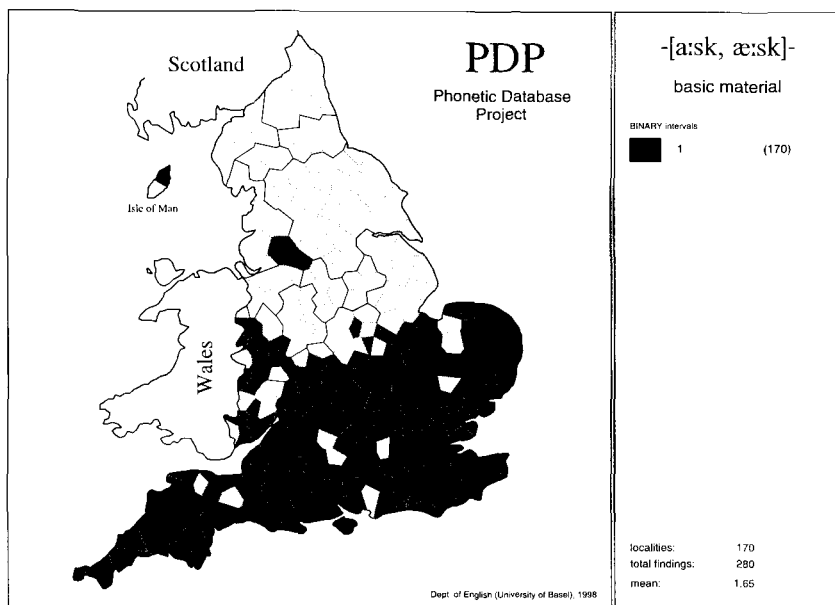 Scotland
PDP
Phonetic Database
Project
Isle of Man
Wales
Dept. of English (University of Basel), 1998
-[a:sk, æ:sk]-
basic material
BINARY intervals
1 (170)
localities: 170
total findings: 280
mean: 1.65